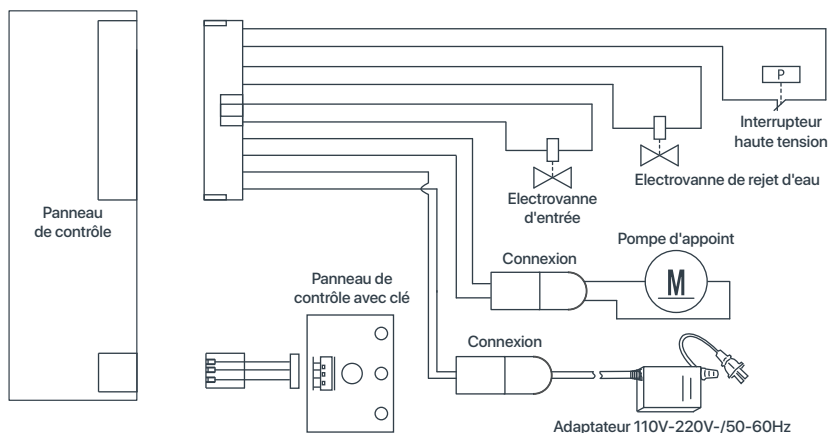 P
Interrupteur
haute tension
Electrovanne de rejet d'eau
Electrovanne
d'entrée
Panneau
de contrôle
Pompe d'appoint
M
Connexion
Panneau de
contrôle avec clé
Connexion
Adaptateur 110V-220V-/50-60Hz